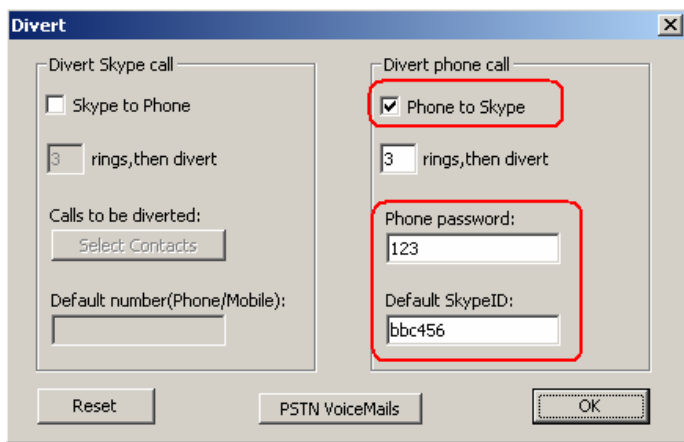 Divert
Divert Skype call
Skype to Phone
3 rings,then divert
Calls to be diverted:
Select Contacts
Default number(Phone/Mobile):
Divert phone call
Phone to Skype
3 rings,then divert
Phone password:
123
Default SkypeID:
bbc456
Reset
PSTN VoiceMails
OK